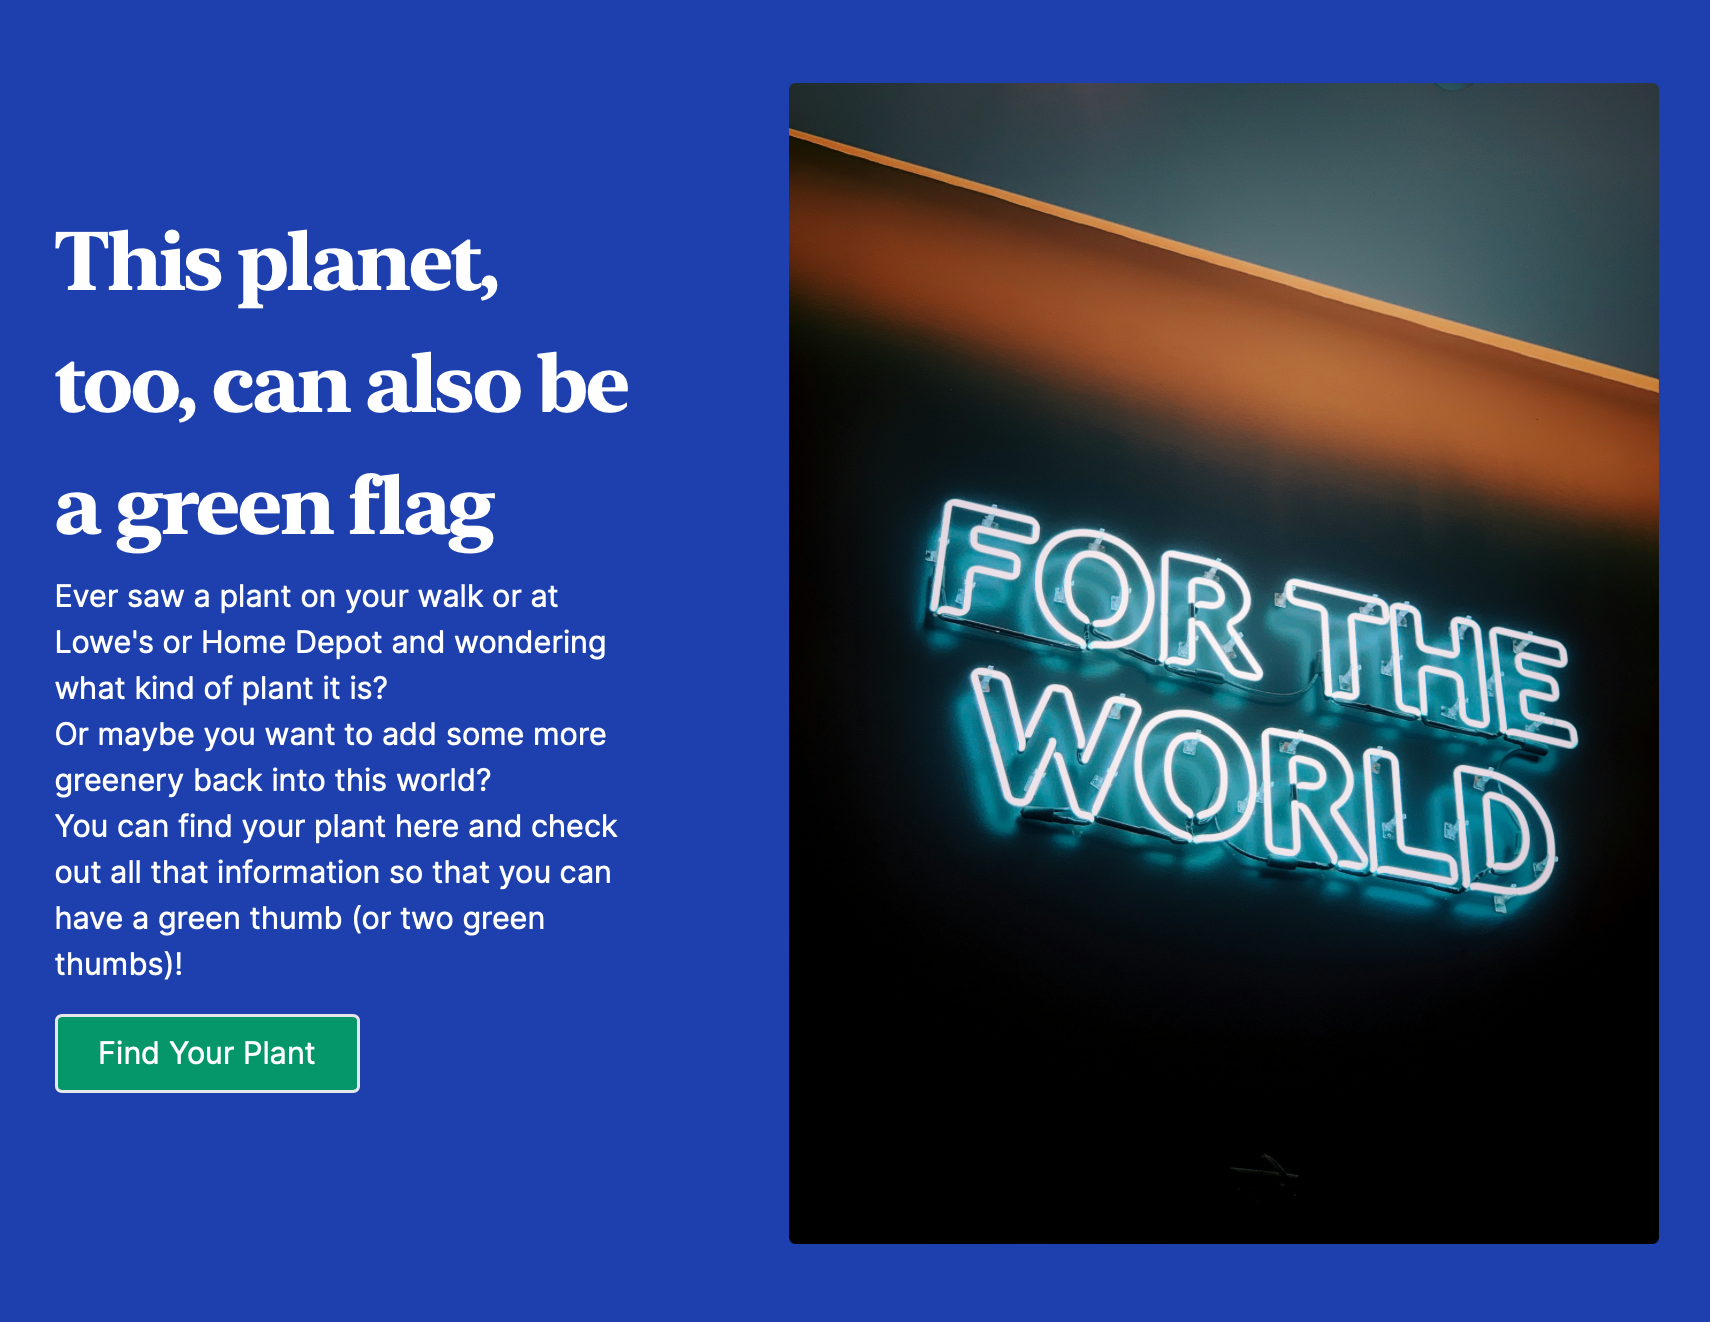 This planet,
too, can also be
a green flag
Ever saw a plant on your walk or at
Lowe's or Home Depot and wondering
what kind of plant it is?
Or maybe you want to add some more
greenery back into this world?
You can find your plant here and check
out all that information so that you can
have a green thumb (or two green
thumbs)!
Find Your Plant
FOR THE
WORLD